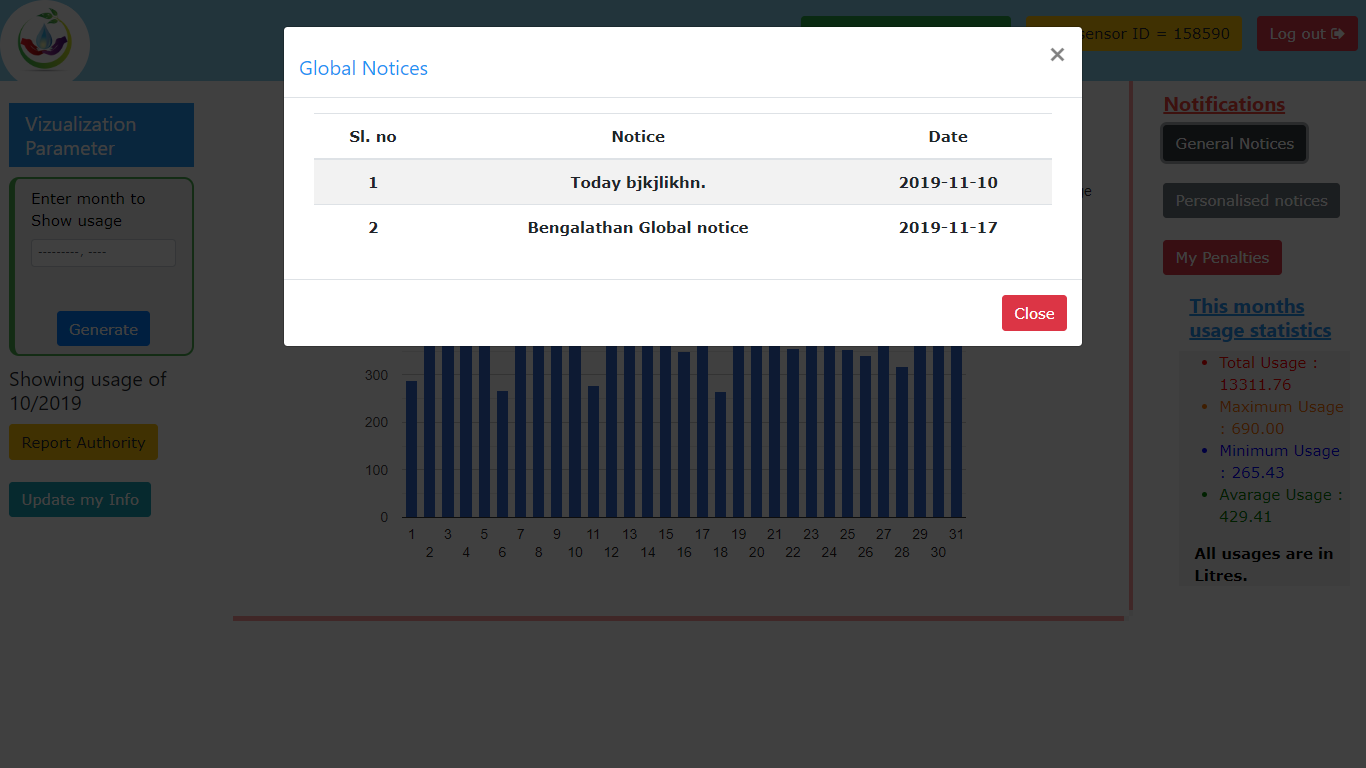 sensor ID = 158590
Log out
Global Notices
×
Sl. no Notice Date
1 Today bjkjlikhn. 2019-11-10
2 Bengalathan Global notice 2019-11-17
Close
Vizualization
Parameter
Enter month to
Show usage
---------, ----
Generate
Showing usage of
10/2019
Report Authority
Update my Info
300
200
100
0
1 3 5 7 9 11 13 15 17 19 21 23 25 27 29 31
2 4 6 8 10 12 14 16 18 20 22 24 26 28 30
Notifications
General Notices
Personalised notices
My Penalties
This months
usage statistics
Total Usage :
13311.76
Maximum Usage
: 690.00
Minimum Usage
: 265.43
Avarage Usage :
429.41
All usages are in
Litres.